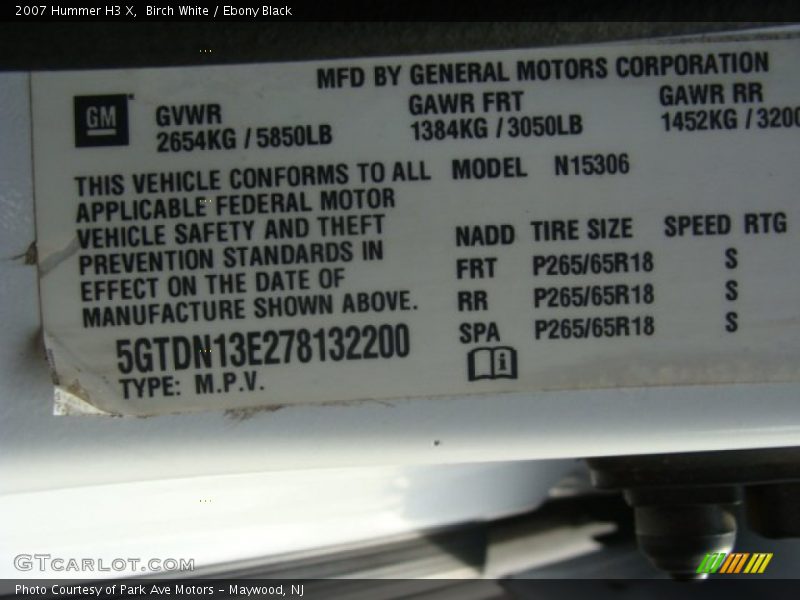 2007 Hummer H3 X,  Birch White / Ebony Black
MFD BY GENERAL MOTORS CORPORATION
GM
GVWR GAWR FRT GAWR RR
2654KG / 5850LB 1384KG / 3050LB 1452KG / 3200
THIS VEHICLE CONFORMS TO ALL
APPLICABLE FEDERAL MOTOR
VEHICLE SAFETY AND THEFT
PREVENTION STANDARDS IN
EFFECT ON THE DATE OF
MANUFACTURE SHOWN ABOVE.
5GTDN13E278132200
TYPE: M.P.V.
MODEL N15306
NADD TIRE SIZE SPEED RTG
FRT P265/65R18 S
RR P265/65R18 S
SPA P265/65R18 S
i
GTcarlot.com
Photo Courtesy of Park Ave Motors - Maywood, NJ